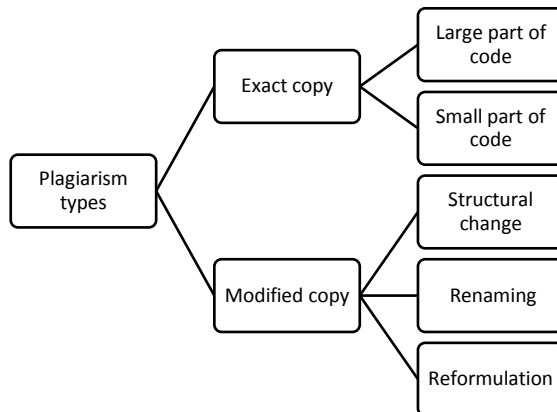 Plagiarism
types
Exact copy
Large part of
code
Small part of
code
Modified copy
Structural
change
Renaming
Reformulation